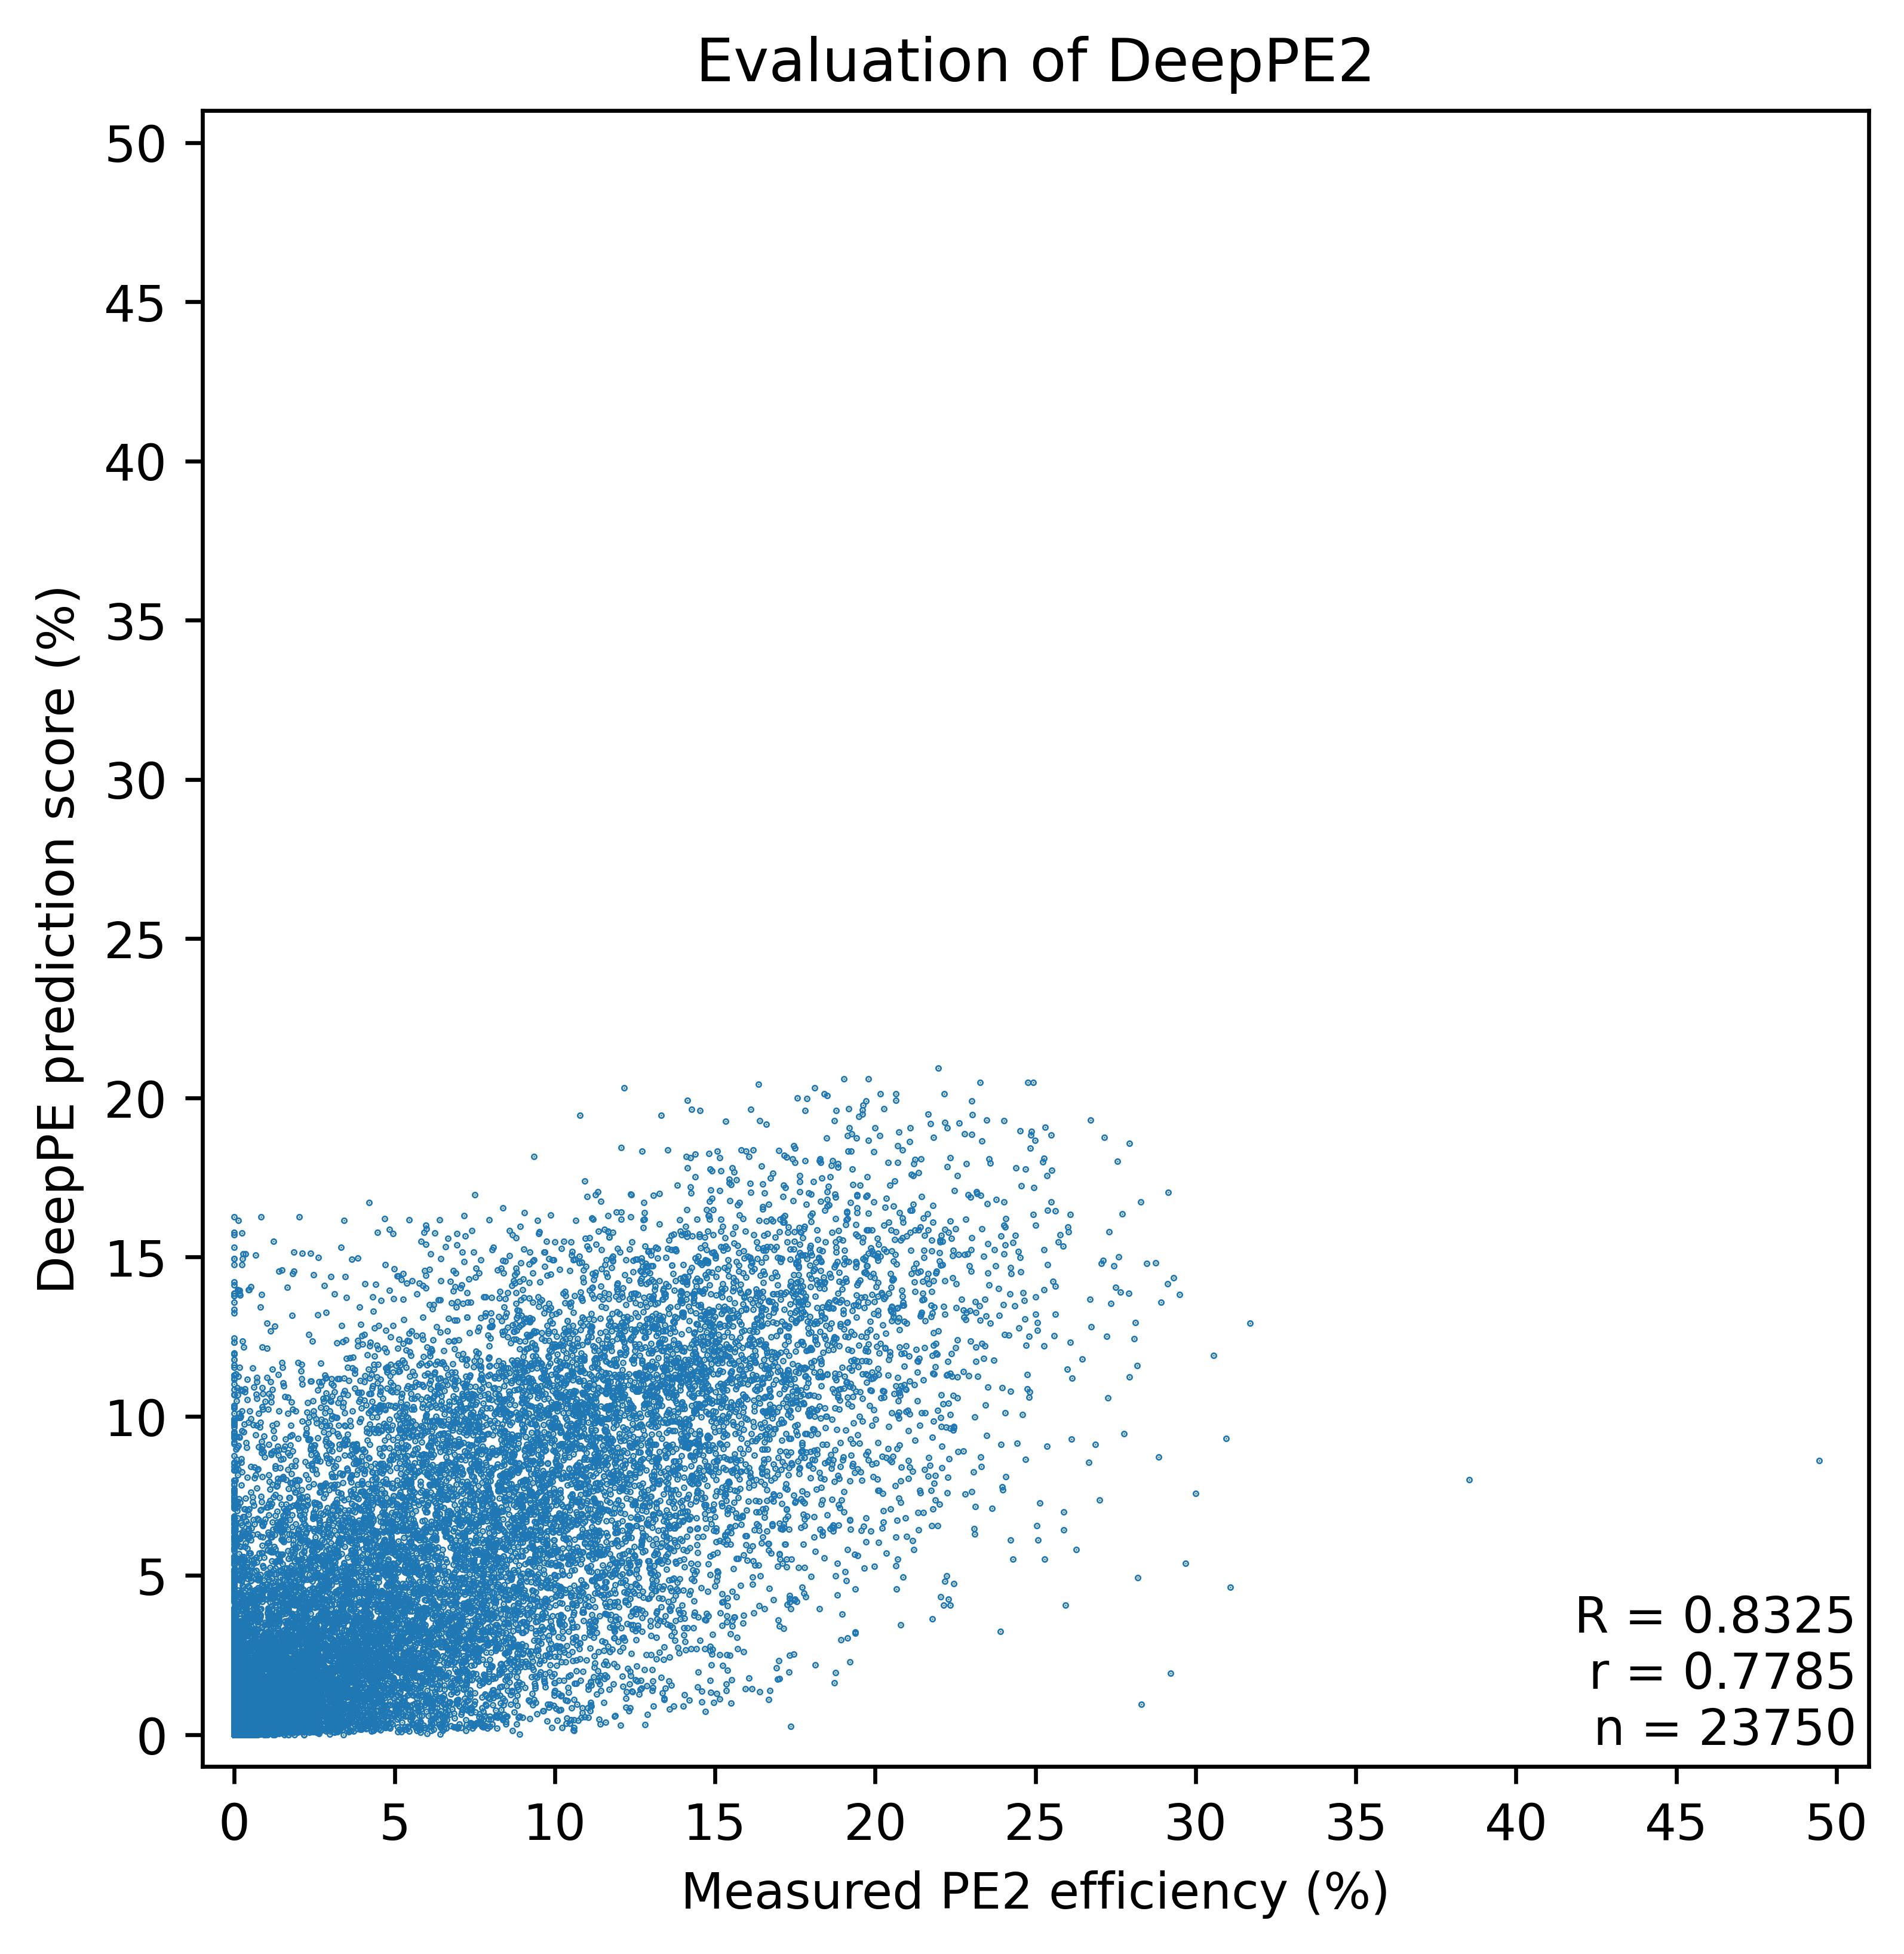 Evaluation of DeepPE2
DeepPE prediction score (%)
50
45
40
35
30
25
20
15
10
5
0
R = 0.8325
r = 0.7785
n = 23750
0 5 10 15 20 25 30 35 40 45 50
Measured PE2 efficiency (%)